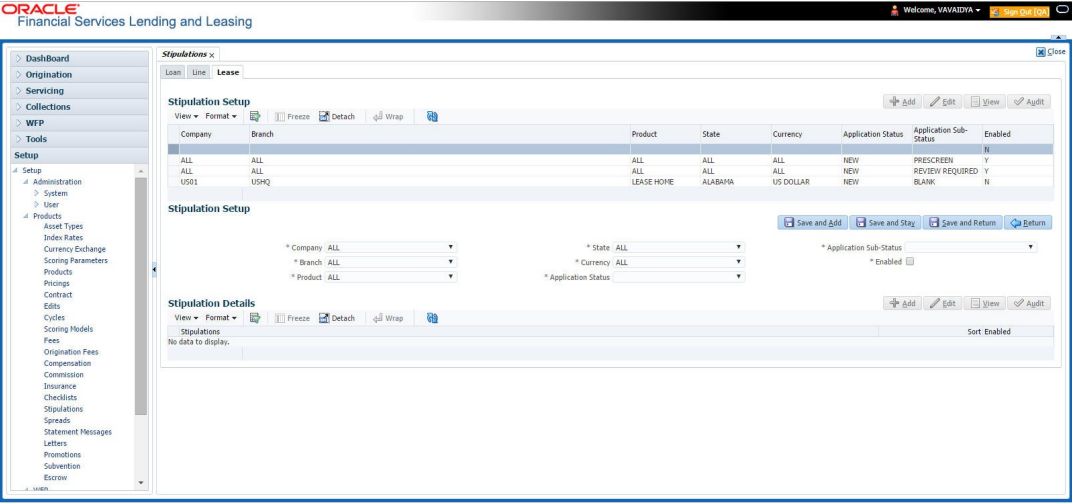 ORACLE®
Financial Services Lending and Leasing
Welcome, VAVAIDYA
Sign Out [QA]
DashBoard
Origination
Servicing
Collections
WFP
Tools
Setup
Setup
Administration
System
User
Products
Asset Types
Index Rates
Currency Exchange
Scoring Parameters
Products
Pricings
Contract
Edits
Cycles
Scoring Models
Fees
Origination Fees
Compensation
Commission
Insurance
Checklists
Stipulations
Spreads
Statement Messages
Letters
Promotions
Subvention
Escrow
WFP
Stipulations x
Close
Loan Line Lease
Stipulation Setup
Add Edit View Audit
View Format Freeze Detach Wrap
Company Branch Product State Currency Application Status Application Sub-Status Enabled
N
ALL ALL ALL ALL ALL NEW PRESCREEN Y
ALL ALL ALL ALL ALL NEW REVIEW REQUIRED Y
US01 USHQ LEASE HOME ALABAMA US DOLLAR NEW BLANK N
Stipulation Setup
Save and Add Save and Stay Save and Return Return
* Company ALL * State ALL * Application Sub-Status
* Branch ALL * Currency ALL * Enabled
* Product ALL * Application Status
Stipulation Details
Add Edit View Audit
View Format Freeze Detach Wrap
Stipulations Sort Enabled
No data to display.